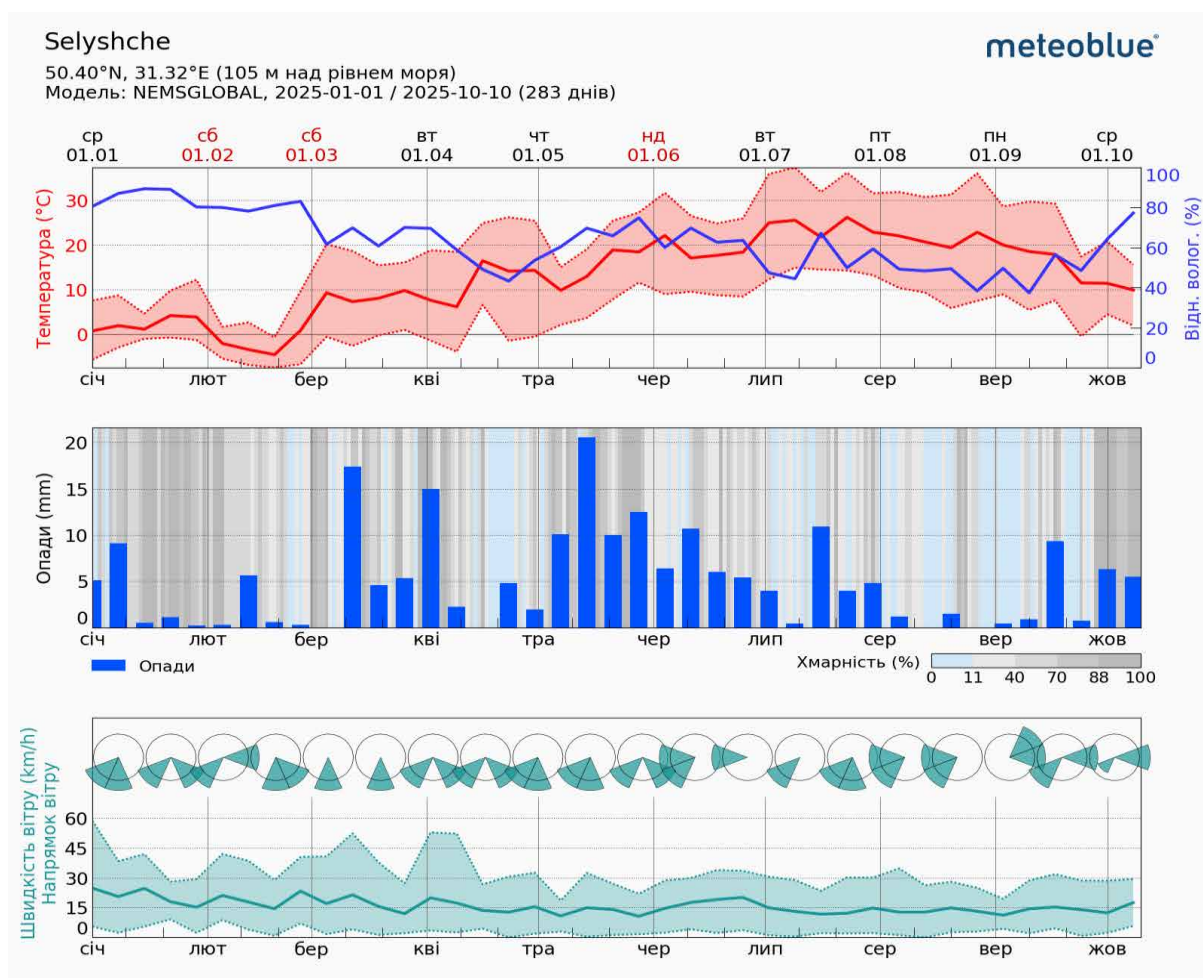 Selyshche
meteoblue®
50.40°N, 31.32°E (105 м над рівнем моря)
Модель: NEMSGLOBAL, 2025-01-01 / 2025-10-10 (283 днів)
ср сб сб вт чт нд вт пт пн ср
01.01 01.02 01.03 01.04 01.05 01.06 01.07 01.08 01.09 01.10
Температура (°C)
30
20
10
0
100
80
60
40
20
0
Відн. волог. (%)
січ лют бер кві тра чер лип сер вер жов
Опади (mm)
20
15
10
5
0
січ лют бер кві тра чер лип сер вер жов
Опади
Хмарність (%)
0 11 40 70 88 100
Швидкість вітру (km/h)
Напрямок вітру
60
45
30
15
0
січ лют бер кві тра чер лип сер вер жов